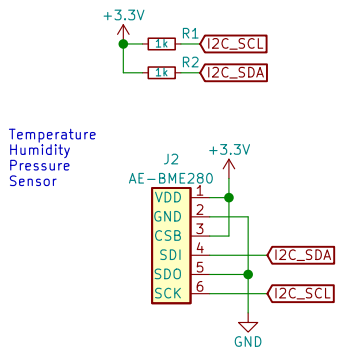 +3.3V
R1
1k
I2C_SCL
R2
1k
I2C_SDA
Temperature
Humidity
Pressure
Sensor
+3.3V
J2
AE-BME280
VDD 1
GND 2
CSB 3
SDI 4
I2C_SDA
SDO 5
SCK 6
I2C_SCL
GND